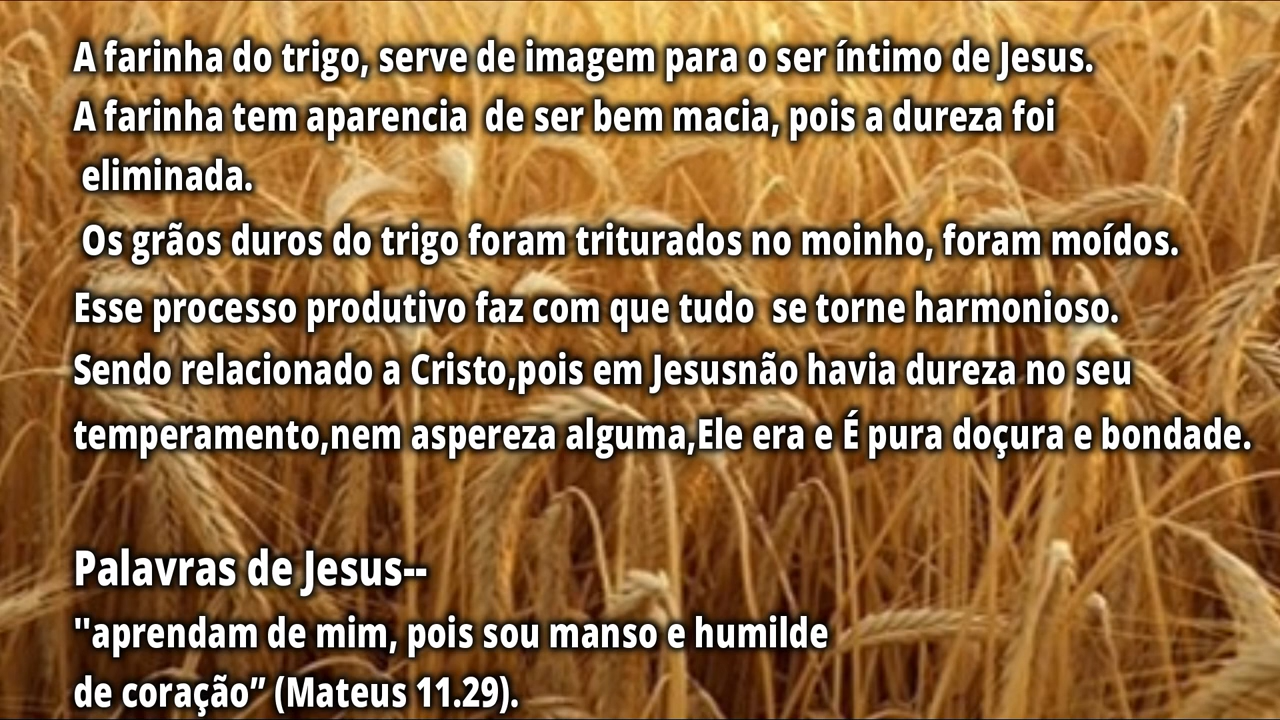 A farinha do trigo, serve de imagem para o ser íntimo de Jesus.
A farinha tem aparencia  de ser bem macia, pois a dureza foi
eliminada.
Os grãos duros do trigo foram triturados no moinho, foram moídos.
Esse processo produtivo faz com que tudo  se torne harmonioso.
Sendo relacionado a Cristo,pois em Jesusnão havia dureza no seu
temperamento,nem aspereza alguma,Ele era e É pura doçura e bondade.
Palavras de Jesus--
"aprendam de mim, pois sou manso e humilde
de coração” (Mateus 11.29).